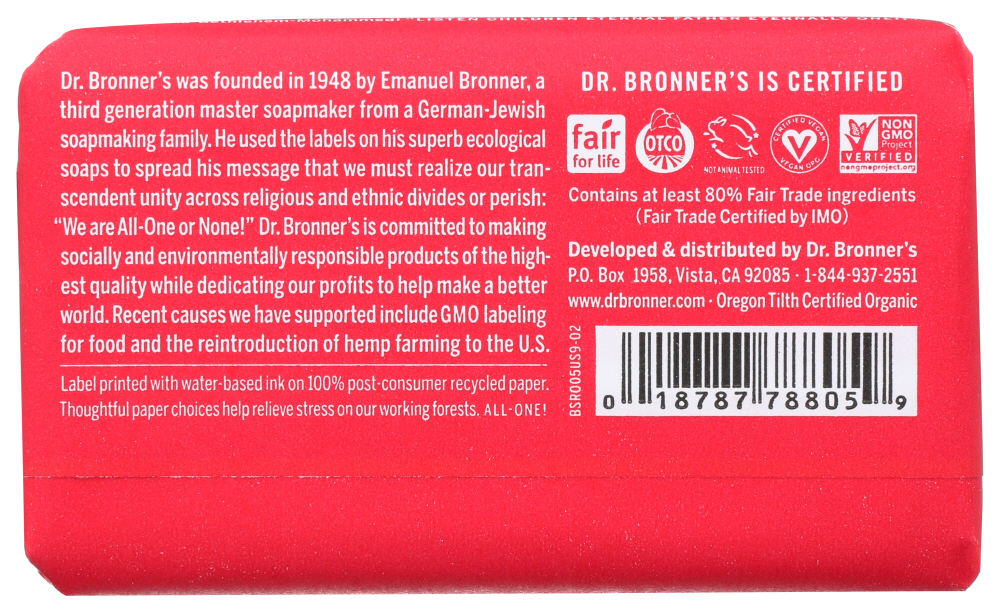 "LISTEN CHILDREN ETERNAL FATHER ETERNALLY ONE!
Dr. Bronner's was founded in 1948 by Emanuel Bronner, a
third generation master soapmaker from a German-Jewish
soapmaking family. He used the labels on his superb ecological
soaps to spread his message that we must realize our tran-
scendent unity across religious and ethnic divides or perish:
“We are All-One or None!” Dr. Bronner's is committed to making
socially and environmentally responsible products of the high-
est quality while dedicating our profits to help make a better
world. Recent causes we have supported include GMO labeling
for food and the reintroduction of hemp farming to the U.S.
Label printed with water-based ink on 100% post-consumer recycled paper.
Thoughtful paper choices help relieve stress on our working forests. ALL-ONE!
DR. BRONNER'S IS CERTIFIED
fair
for life
OTCO
NOT ANIMAL TESTED
CERTIFIED VEGAN
VEGAN.ORG
NON
GMO
Project
VERIFIED
nongmoproject.org
Contains at least 80% Fair Trade ingredients
(Fair Trade Certified by IMO)
Developed & distributed by Dr. Bronner's
P.O. Box 1958, Vista, CA 92085 · 1-844-937-2551
www.drbronner.com · Oregon Tilth Certified Organic
BSR005US9-02
0 18787 78805 9